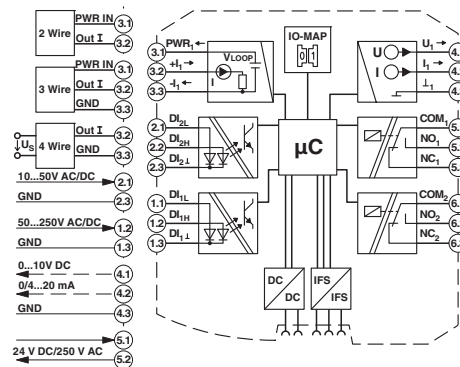 2 Wire
PWR IN
3.1
Out I
3.2
3 Wire
PWR IN
3.1
Out I
3.2
GND
3.3
Us
4 Wire
Out I
3.2
GND
3.3
10...50V AC/DC
2.1
GND
2.3
50...250V AC/DC
1.2
GND
1.3
0...10V DC
4.1
0/4...20 mA
4.2
GND
4.3
5.1
24 V DC/250 V AC
5.2
3.1
PWR1
3.2
+I1
3.3
-I1
VLOOP
I
IO-MAP
U
U1
I
I1
⊥1
2.1
DI2L
2.2
DI2H
2.3
DI2⊥
µC
COM1
NO1
NC1
1.1
DI1L
1.2
DI1H
1.3
DI1⊥
COM2
NO2
NC2
DC
DC
IFS
IFS